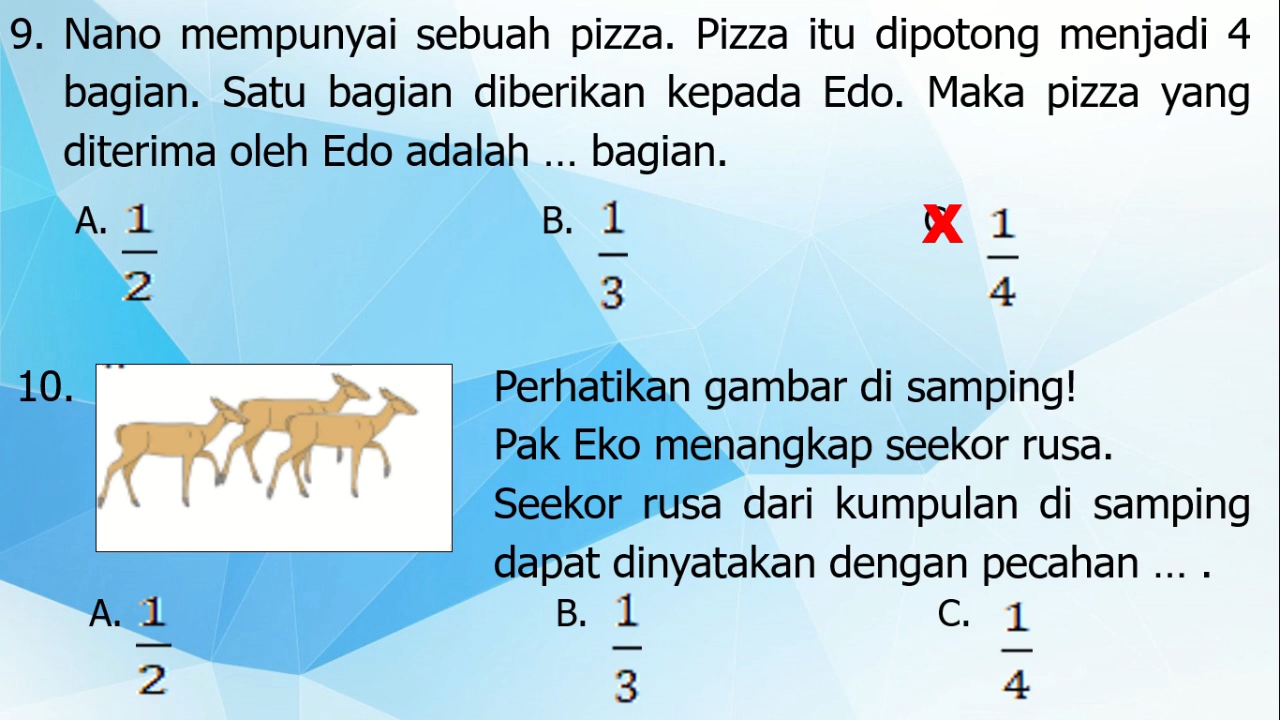 9. Nano mempunyai sebuah pizza. Pizza itu dipotong menjadi 4
bagian. Satu bagian diberikan kepada Edo. Maka pizza yang
diterima oleh Edo adalah ... bagian.
A. 1/2 B. 1/3 C. 1/4
10. Perhatikan gambar di samping!
Pak Eko menangkap seekor rusa.
Seekor rusa dari kumpulan di samping
dapat dinyatakan dengan pecahan ... .
A. 1/2 B. 1/3 C. 1/4